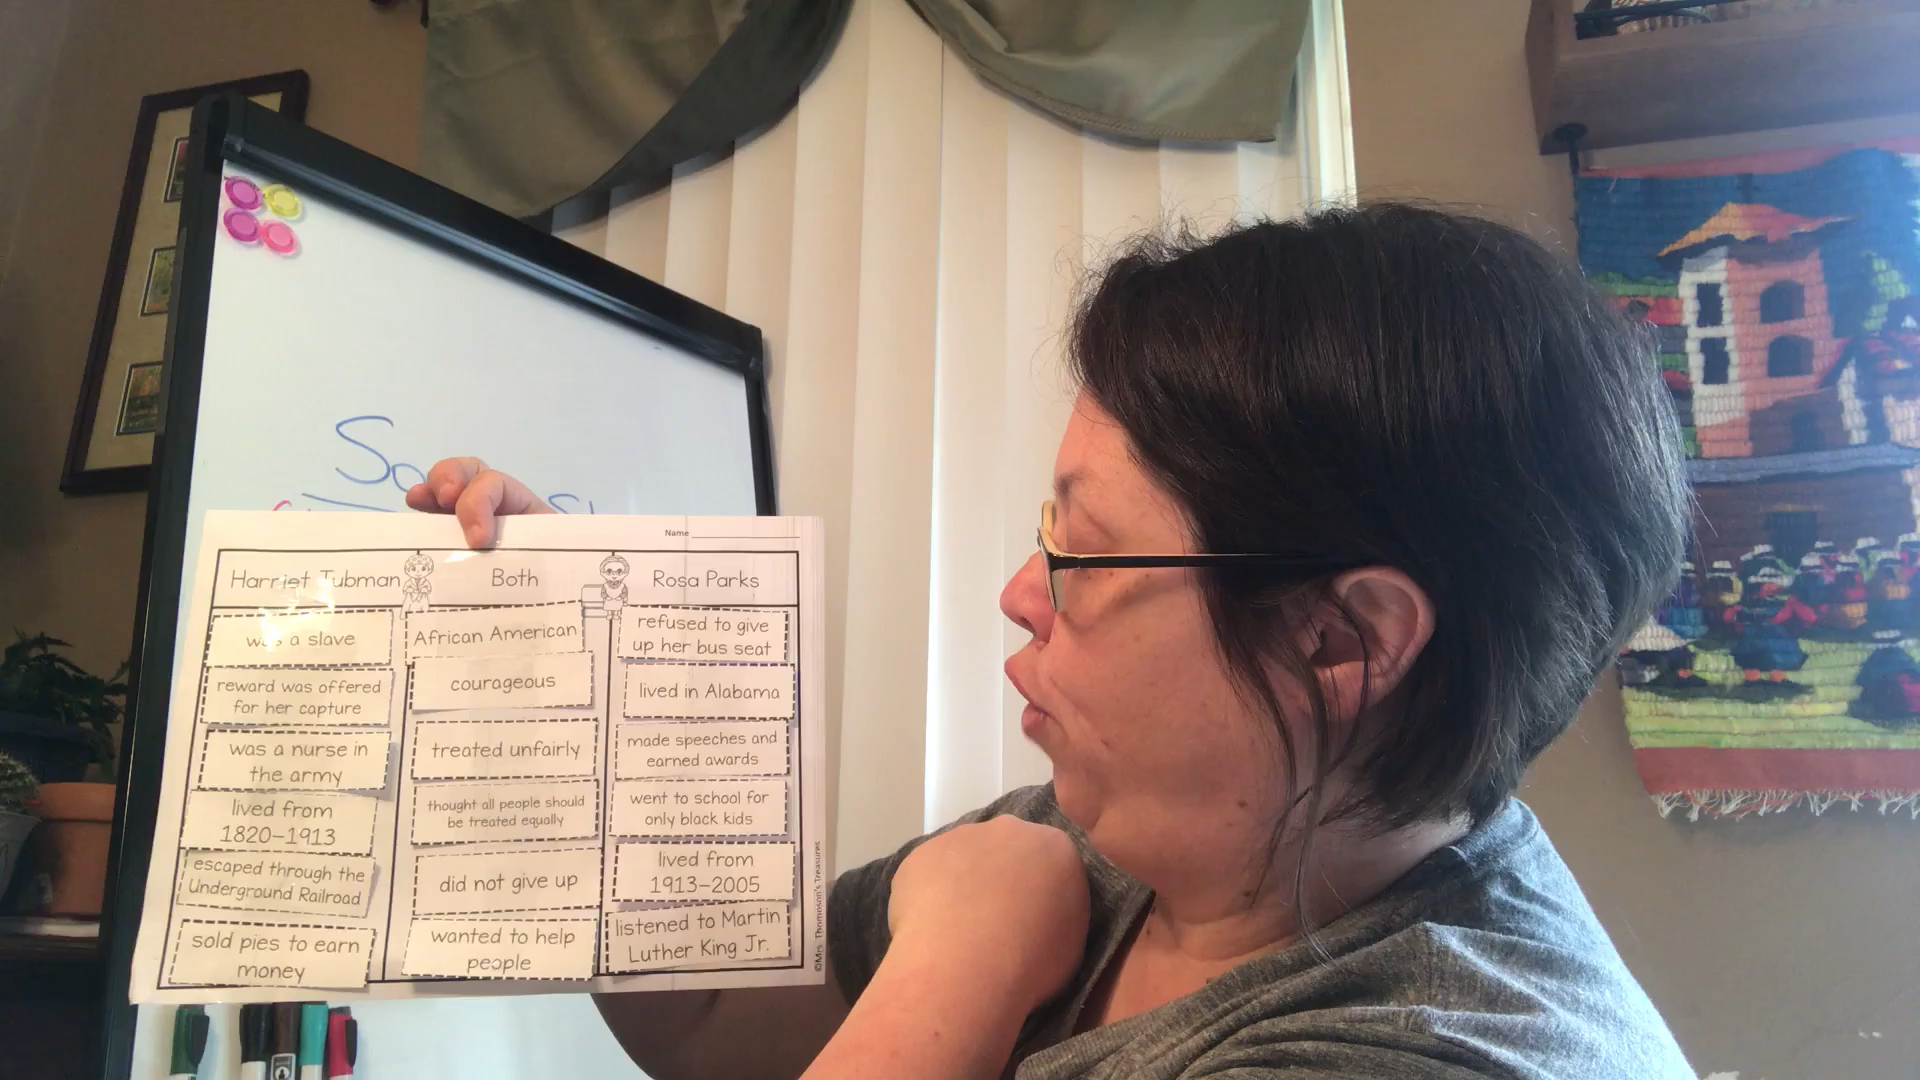 So
Name
Harriet Tubman
Both
Rosa Parks
was a slave
reward was offered
for her capture
was a nurse in
the army
lived from
1820-1913
escaped through the
Underground Railroad
sold pies to earn
money
African American
courageous
treated unfairly
thought all people should
be treated equally
did not give up
wanted to help
people
refused to give
up her bus seat
lived in Alabama
made speeches and
earned awards
went to school for
only black kids
lived from
1913-2005
listened to Martin
Luther King Jr.
©Mrs. Thompson's Treasures